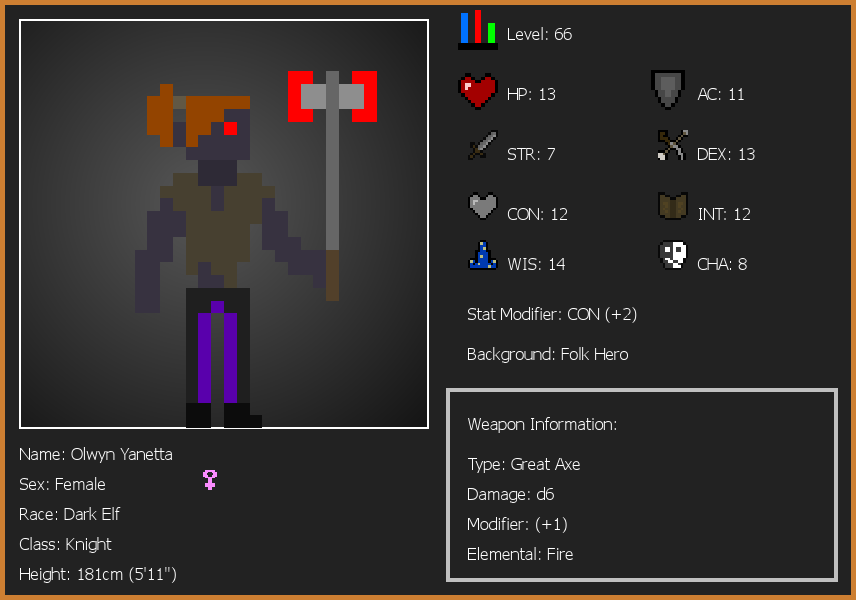 Level: 66
HP: 13
AC: 11
STR: 7
DEX: 13
CON: 12
INT: 12
WIS: 14
CHA: 8
Stat Modifier: CON (+2)
Background: Folk Hero
Weapon Information:
Type: Great Axe
Damage: d6
Modifier: (+1)
Elemental: Fire
Name: Olwyn Yanetta
Sex: Female
Race: Dark Elf
Class: Knight
Height: 181cm (5'11")